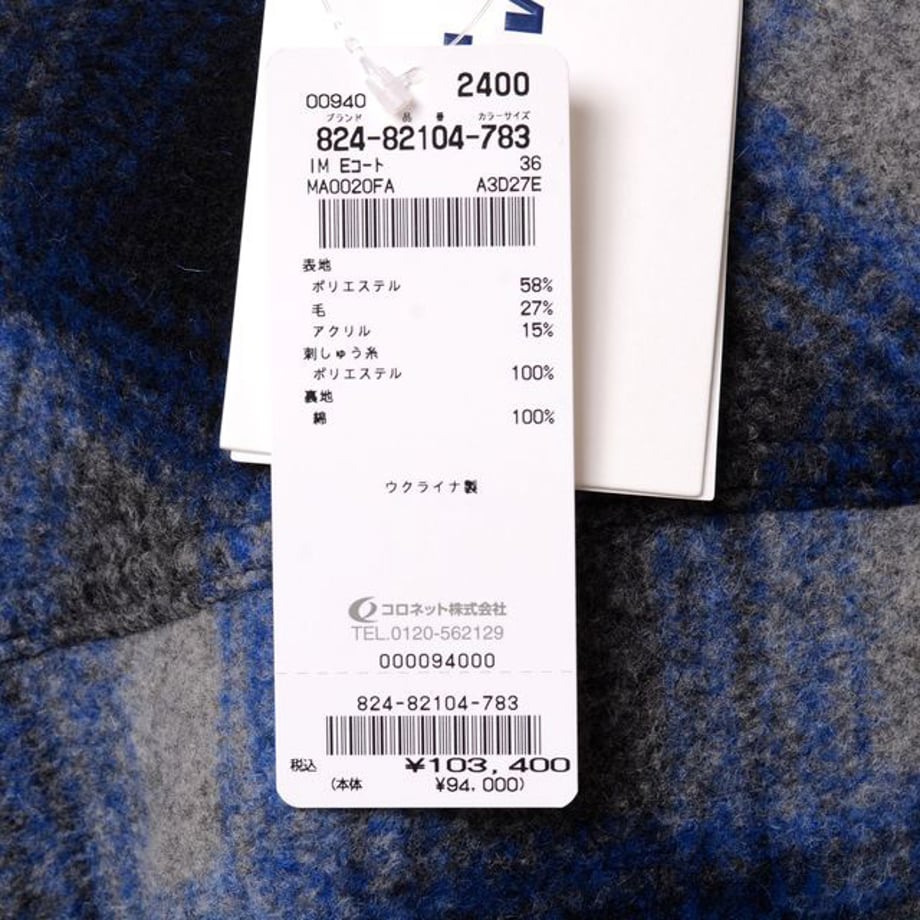 00940 2400
ブランド 品番 カラーサイズ
824-82104-783
IM Eコート 36
MA0020FA A3D27E
表地
ポリエステル 58%
毛 27%
アクリル 15%
刺しゅう糸
ポリエステル 100%
裏地
綿 100%
ウクライナ製
コロネット株式会社
TEL.0120-562129
000094000
824-82104-783
税込 ¥103,400
(本体 ¥94,000)